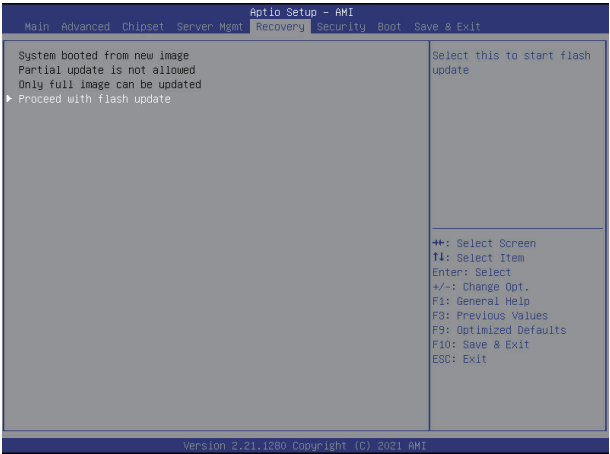 Aptio Setup – AMI
Main Advanced Chipset Server Mgmt Recovery Security Boot Save & Exit
System booted from new image
Partial update is not allowed
Only full image can be updated
► Proceed with flash update
Select this to start flash
update
→←: Select Screen
↑↓: Select Item
Enter: Select
+/-: Change Opt.
F1: General Help
F3: Previous Values
F9: Optimized Defaults
F10: Save & Exit
ESC: Exit
Version 2.21.1280 Copyright (C) 2021 AMI